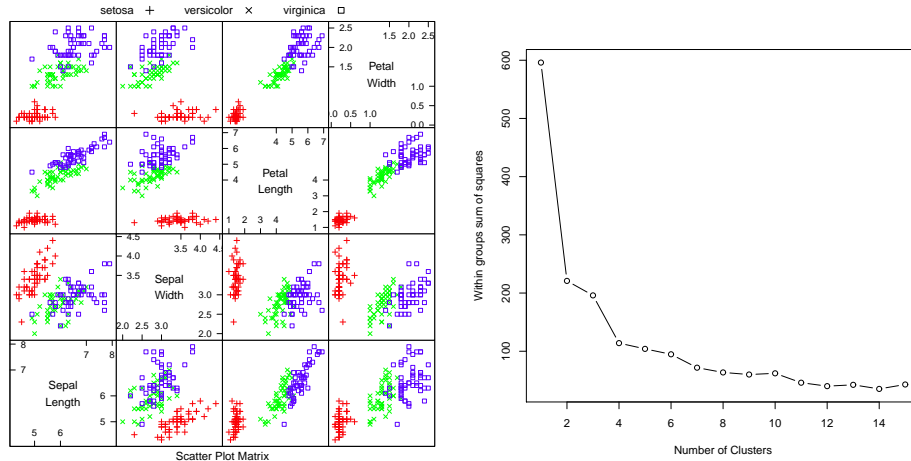 setosa + versicolor × virginica □
1.5 2.0 2.5
Petal
Width
1.0
0.5
0.0
0.0 0.5 1.0
2.5
2.0
1.5
7
6
5
4
4 5 6 7
Petal
Length
1 2 3 4
4
3
2
1
4.5
4.0
3.5
3.5 4.0 4.5
Sepal
Width
2.0 2.5 3.0
3.0
2.5
2.0
8
7
7 8
Sepal
Length
5 6
6
5
Scatter Plot Matrix
600
500
400
300
200
100
Within groups sum of squares
2 4 6 8 10 12 14
Number of Clusters